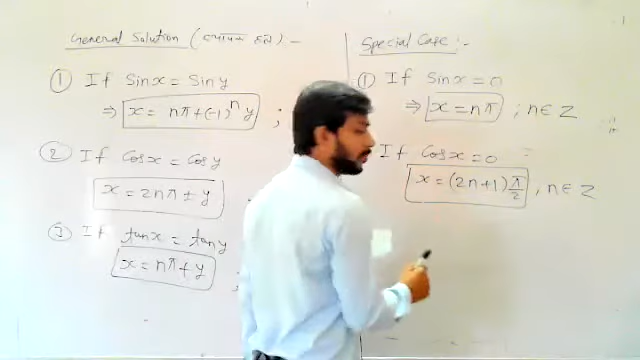 General Solution ( व्यापक हल ) :-
① If Sinx = Siny
⇒ x = nπ + (-1)ⁿ y ;
② If Cosx = Cosy
x = 2nπ ± y
③ If tanx = tany
x = nπ + y ;
Special Case :-
① If Sinx = 0
⇒ x = nπ ; n ∈ Z
If Cosx = 0
x = (2n+1) π/2 , n ∈ Z